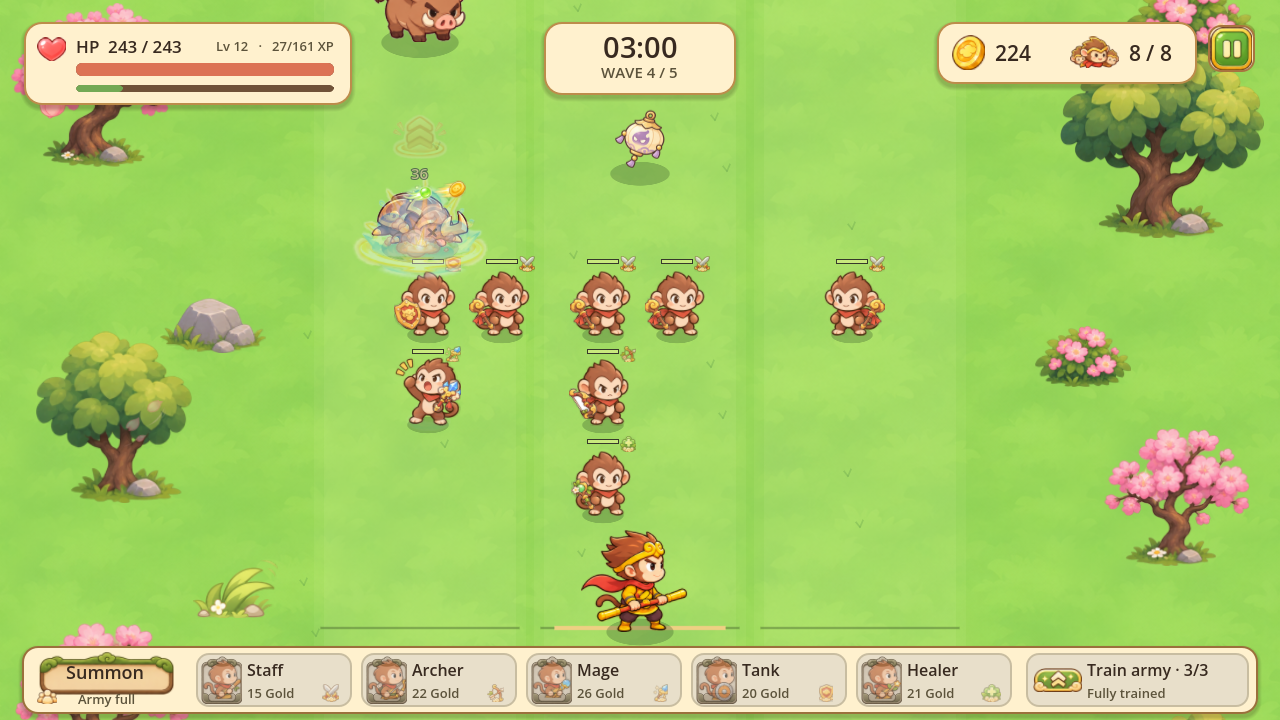 HP 243 / 243
Lv 12 · 27/161 XP
03:00
WAVE 4 / 5
224
8 / 8
36
Summon
Army full
Staff
15 Gold
Archer
22 Gold
Mage
26 Gold
Tank
20 Gold
Healer
21 Gold
Train army · 3/3
Fully trained